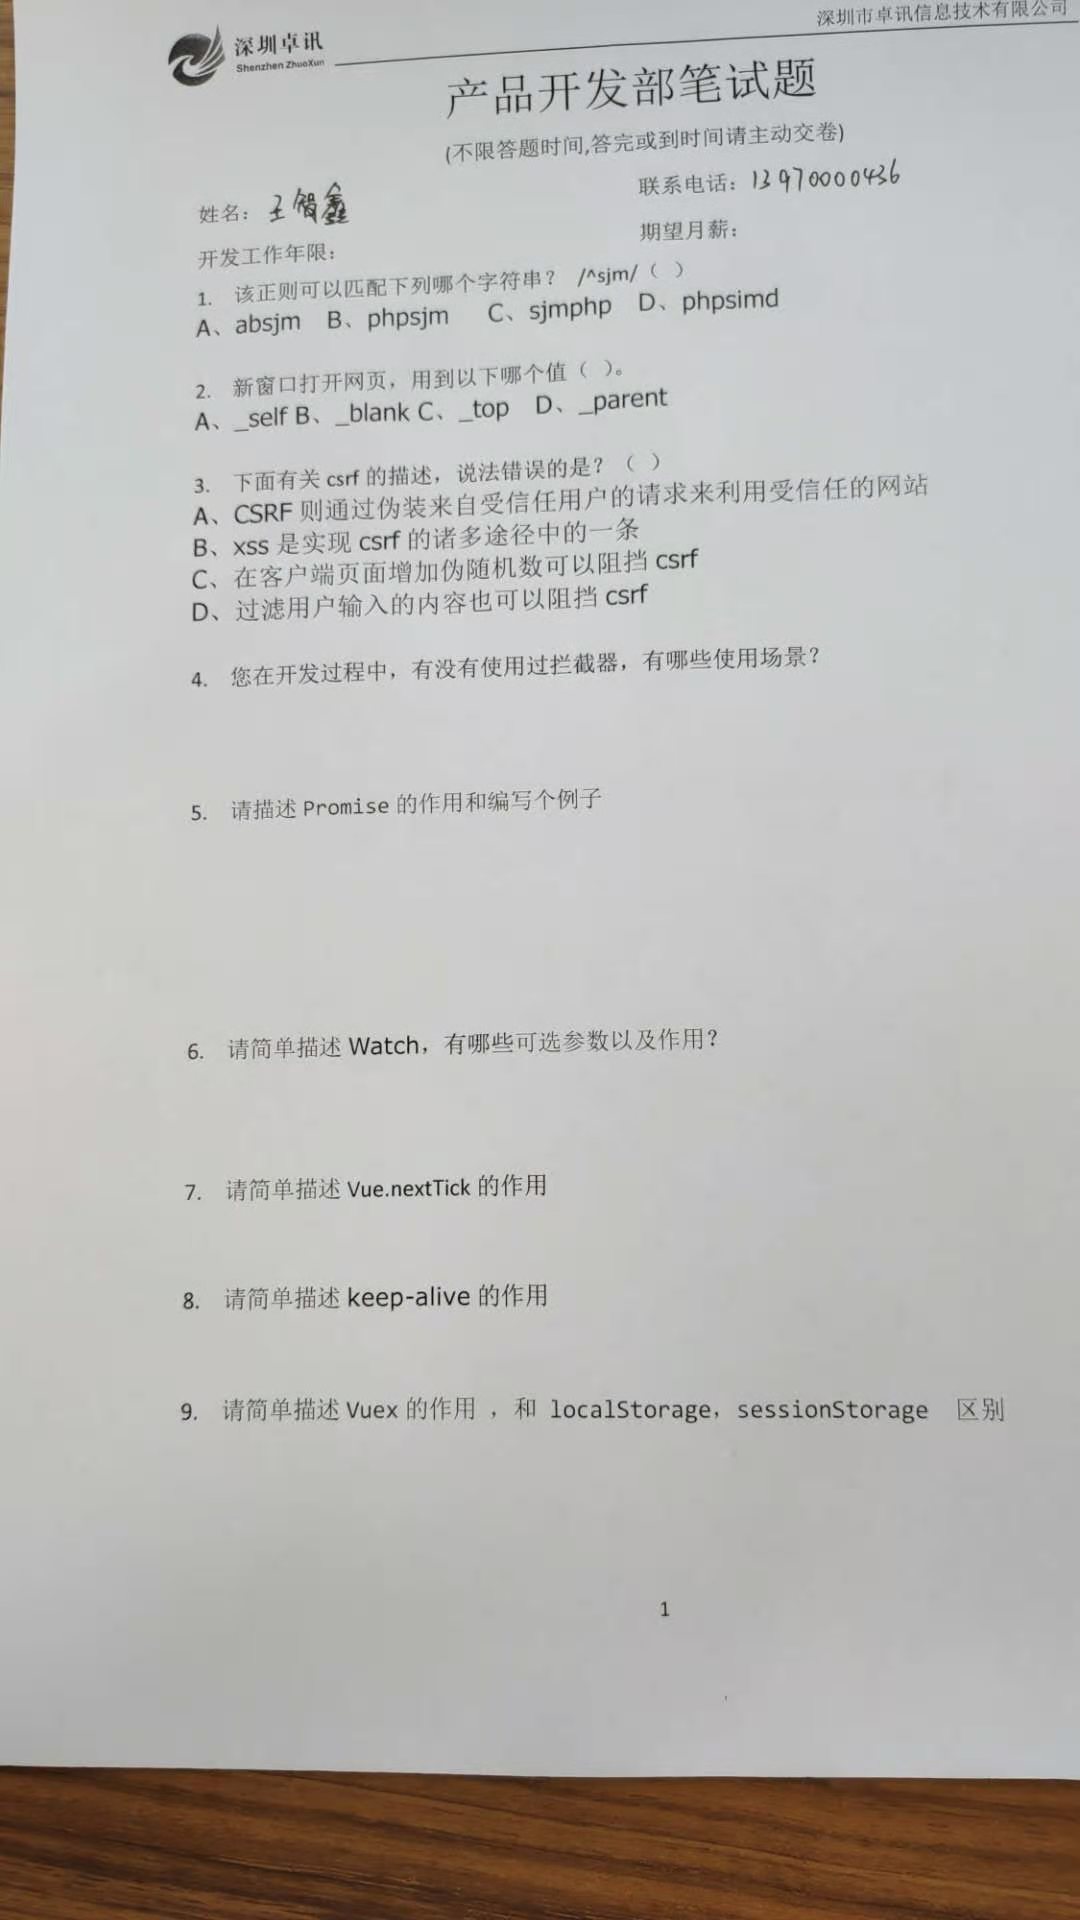 深圳卓讯
Shenzhen ZhuoXun
深圳市卓讯信息技术有限公司
产品开发部笔试题
(不限答题时间,答完或到时间请主动交卷)
姓名：王智鑫
联系电话：13970000436
开发工作年限：
期望月薪：
1. 该正则可以匹配下列哪个字符串？ /^sjm/（ ）
A、absjm B、phpsjm C、sjmphp D、phpsimd
2. 新窗口打开网页，用到以下哪个值（ ）。
A、_self B、_blank C、_top D、_parent
3. 下面有关 csrf 的描述，说法错误的是？（ ）
A、CSRF 则通过伪装来自受信任用户的请求来利用受信任的网站
B、xss 是实现 csrf 的诸多途径中的一条
C、在客户端页面增加伪随机数可以阻挡 csrf
D、过滤用户输入的内容也可以阻挡 csrf
4. 您在开发过程中，有没有使用过拦截器，有哪些使用场景？
5. 请描述 Promise 的作用和编写个例子
6. 请简单描述 Watch，有哪些可选参数以及作用？
7. 请简单描述 Vue.nextTick 的作用
8. 请简单描述 keep-alive 的作用
9. 请简单描述 Vuex 的作用 ，和 localStorage，sessionStorage 区别
1